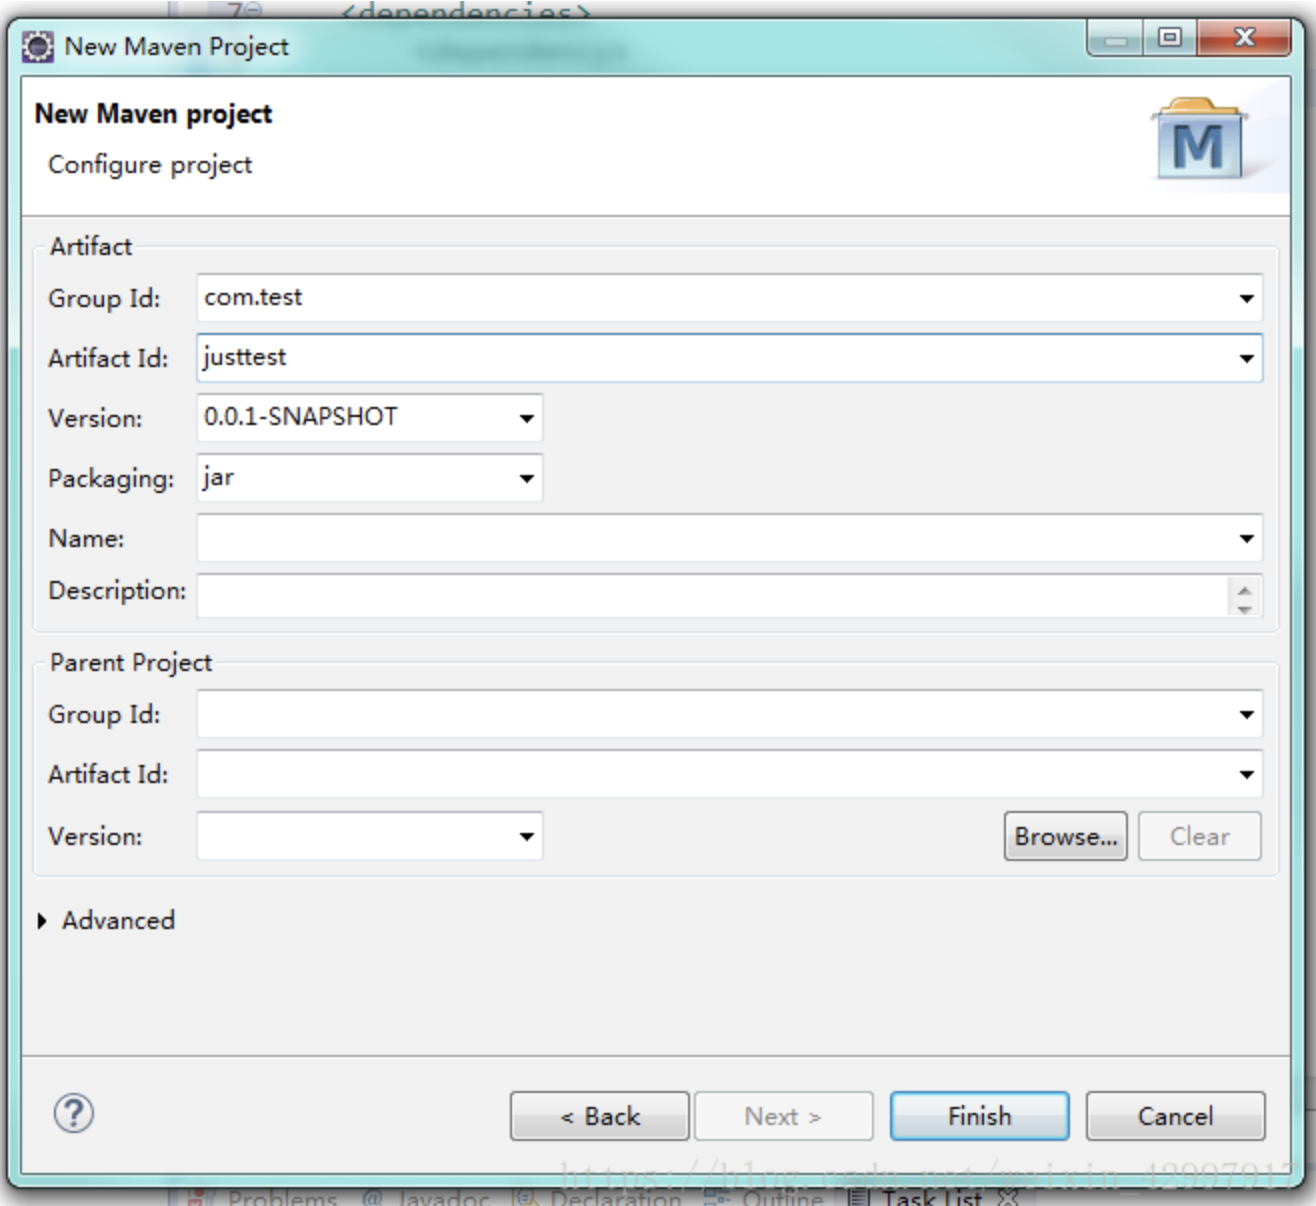 7
<dependencies>
New Maven Project
<dependency>
New Maven project
Configure project
M
Artifact
Group Id: com.test
Artifact Id: justtest
Version: 0.0.1-SNAPSHOT
Packaging: jar
Name:
Description:
Parent Project
Group Id:
Artifact Id:
Version:
Browse...
Clear
Advanced
?
< Back
Next >
Finish
Cancel
https://blog.csdn.net/weixin_42997917
Problems @ Javadoc Declaration Outline Task List